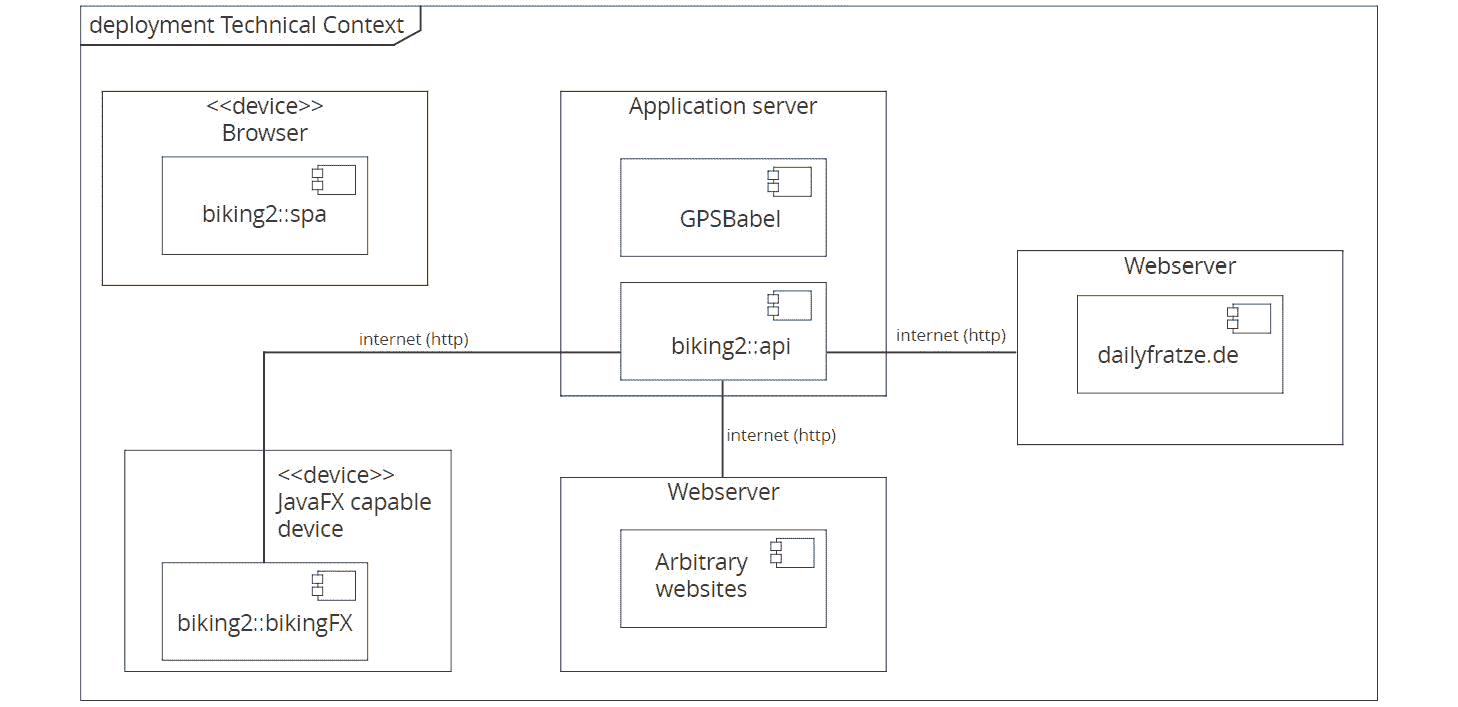 deployment Technical Context
<<device>>
Browser
biking2::spa
Application server
GPSBabel
biking2::api
internet (http)
internet (http)
internet (http)
Webserver
dailyfratze.de
<<device>>
JavaFX capable
device
biking2::bikingFX
Webserver
Arbitrary
websites